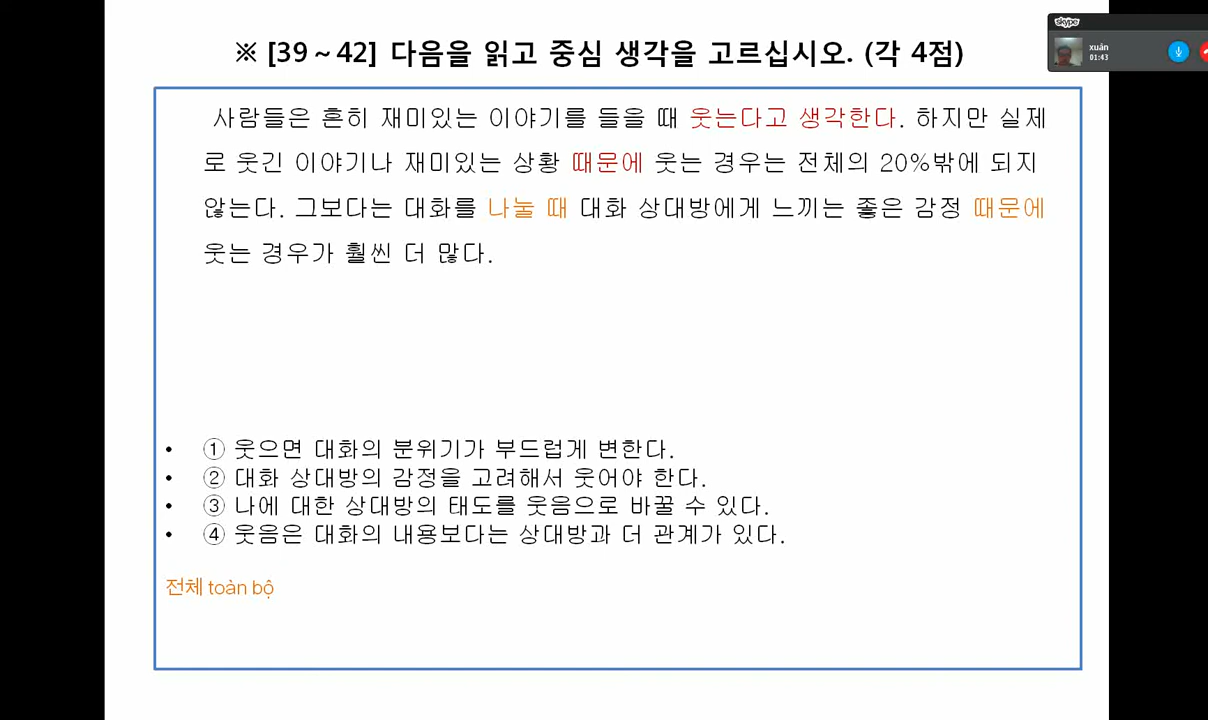 ※ [39～42] 다음을 읽고 중심 생각을 고르십시오. (각 4점)
skype
xuân
01:43
사람들은 흔히 재미있는 이야기를 들을 때 웃는다고 생각한다. 하지만 실제
로 웃긴 이야기나 재미있는 상황 때문에 웃는 경우는 전체의 20%밖에 되지
않는다. 그보다는 대화를 나눌 때 대화 상대방에게 느끼는 좋은 감정 때문에
웃는 경우가 훨씬 더 많다.
• ① 웃으면 대화의 분위기가 부드럽게 변한다.
• ② 대화 상대방의 감정을 고려해서 웃어야 한다.
• ③ 나에 대한 상대방의 태도를 웃음으로 바꿀 수 있다.
• ④ 웃음은 대화의 내용보다는 상대방과 더 관계가 있다.
전체 toàn bộ